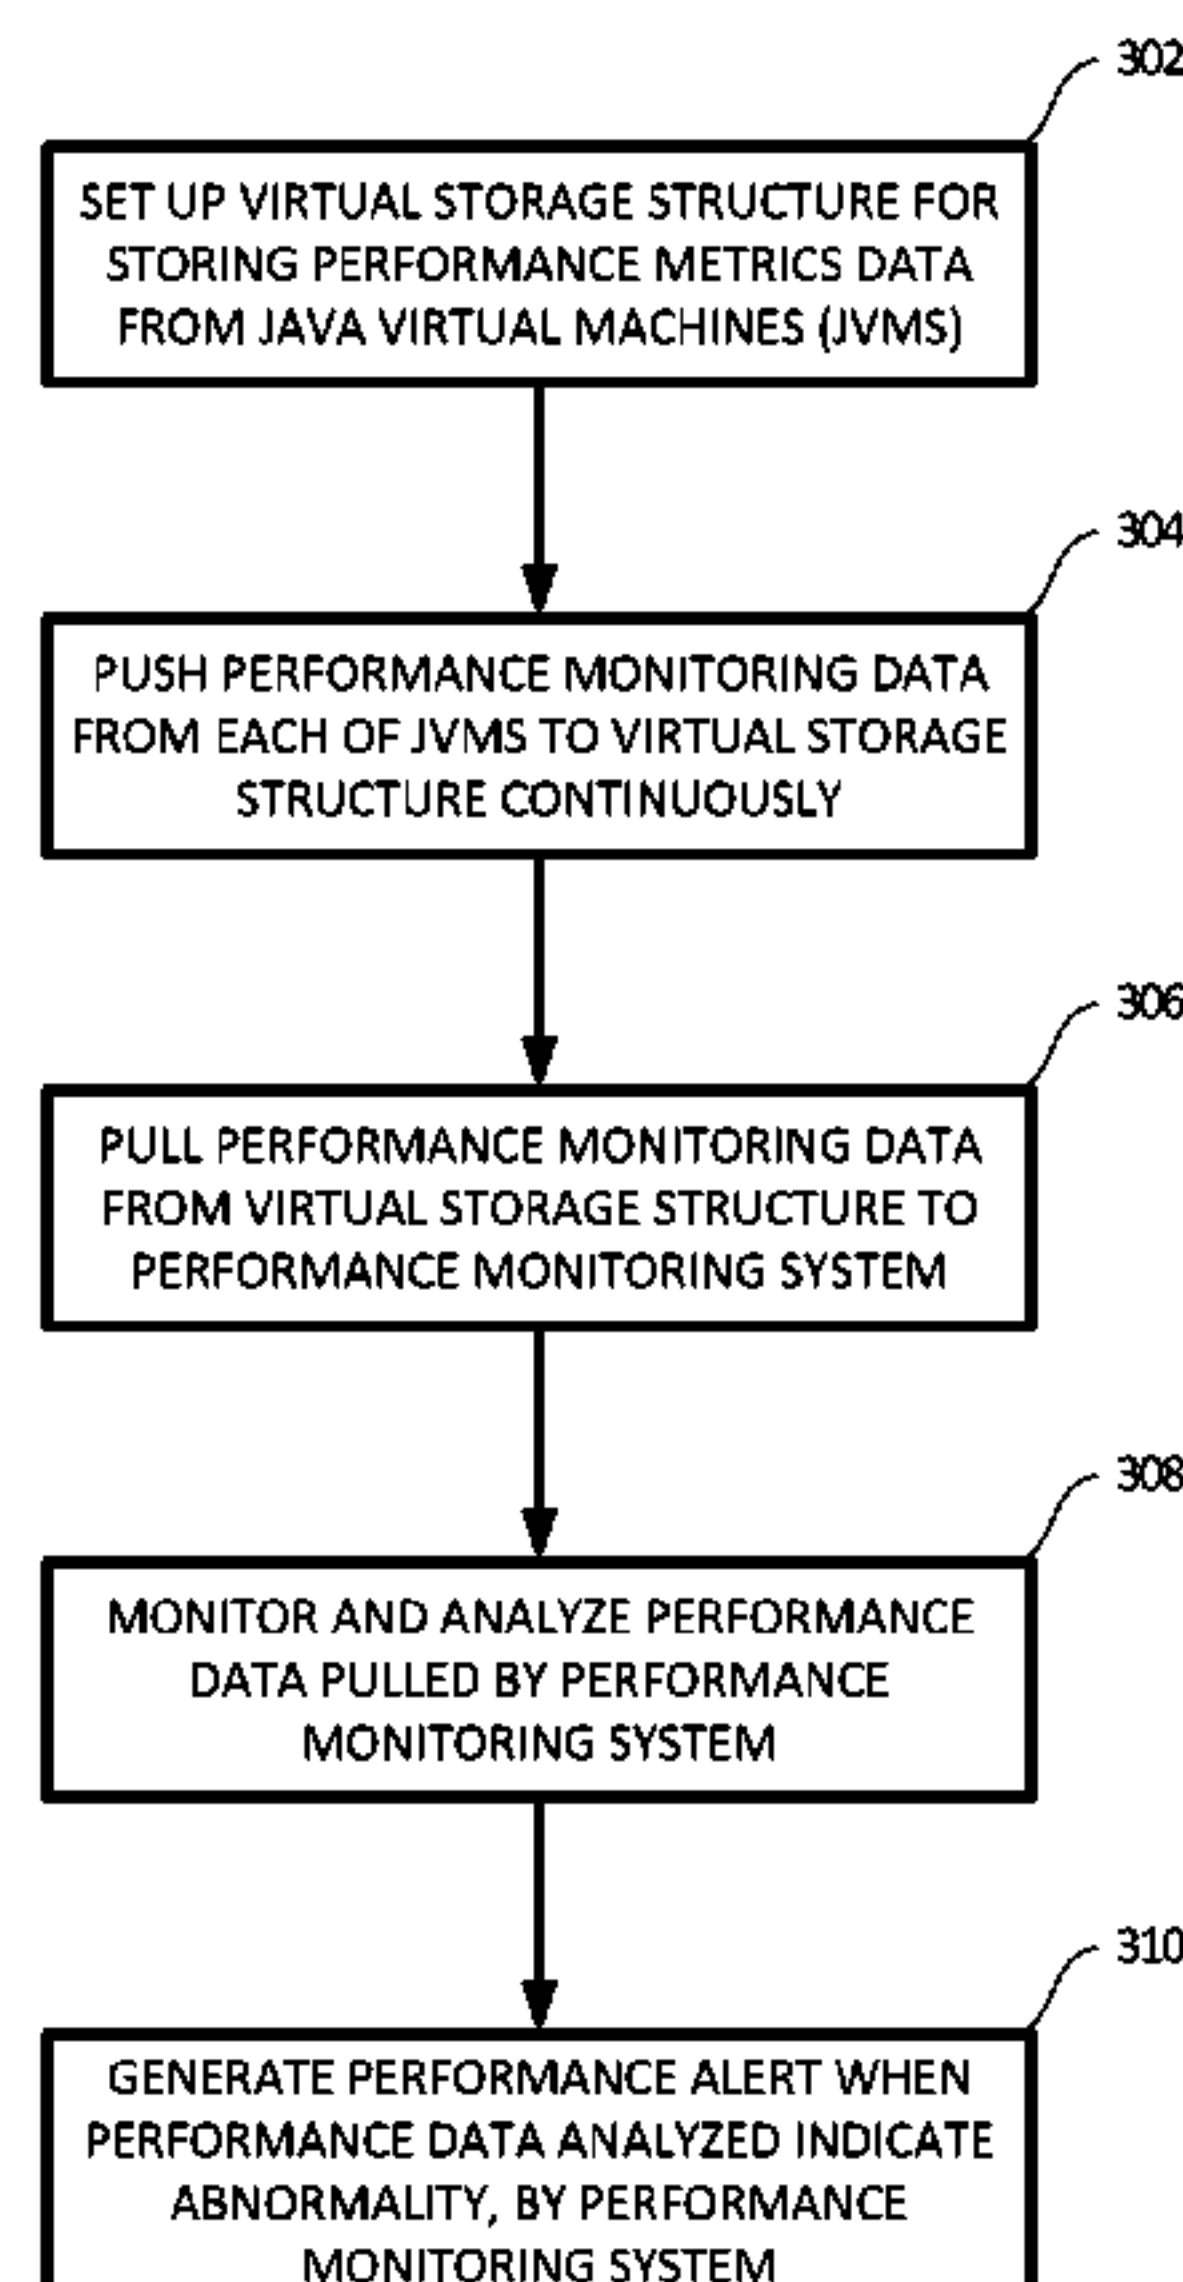 302
SET UP VIRTUAL STORAGE STRUCTURE FOR
STORING PERFORMANCE METRICS DATA
FROM JAVA VIRTUAL MACHINES (JVMS)
304
PUSH PERFORMANCE MONITORING DATA
FROM EACH OF JVMS TO VIRTUAL STORAGE
STRUCTURE CONTINUOUSLY
306
PULL PERFORMANCE MONITORING DATA
FROM VIRTUAL STORAGE STRUCTURE TO
PERFORMANCE MONITORING SYSTEM
308
MONITOR AND ANALYZE PERFORMANCE
DATA PULLED BY PERFORMANCE
MONITORING SYSTEM
310
GENERATE PERFORMANCE ALERT WHEN
PERFORMANCE DATA ANALYZED INDICATE
ABNORMALITY, BY PERFORMANCE
MONITORING SYSTEM